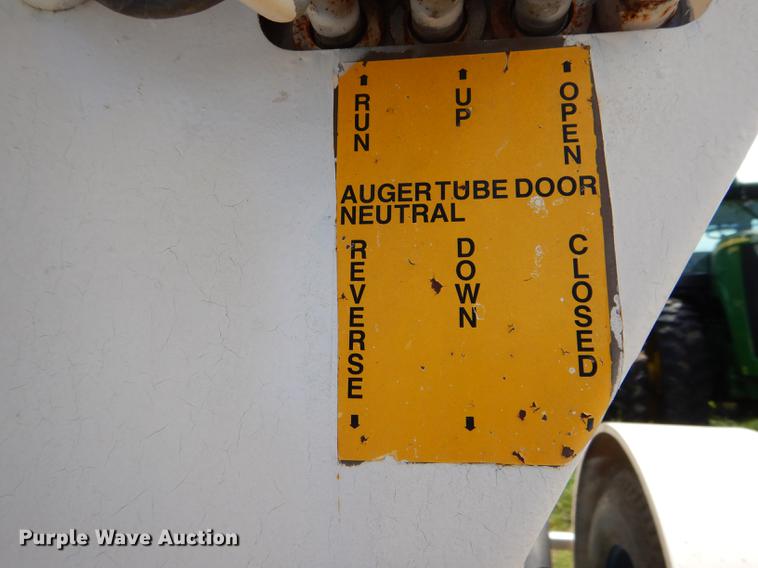 RUN UP OPEN
AUGER TUBE DOOR
NEUTRAL
REVERSE DOWN CLOSED
Purple Wave Auction